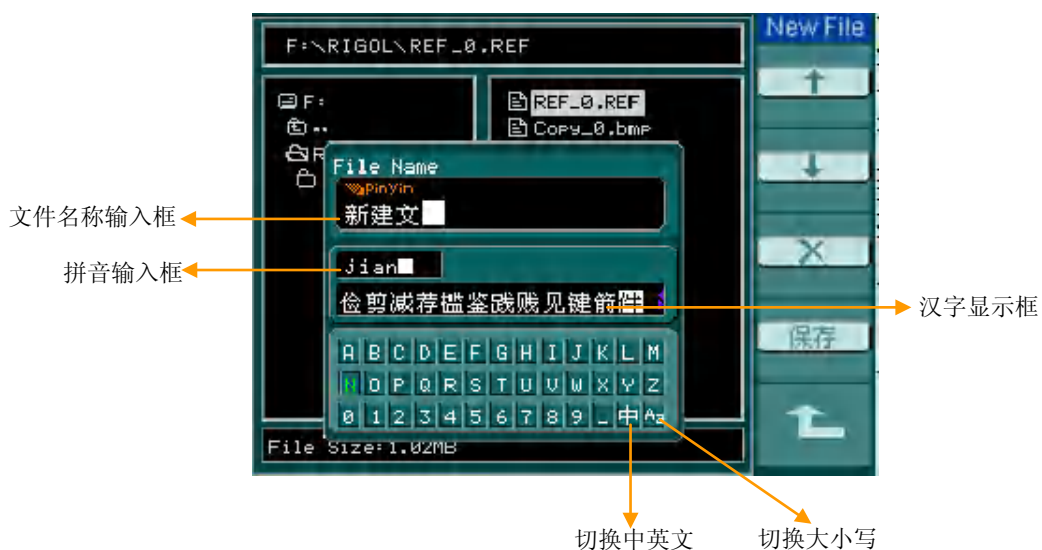 New File
F:\RIGOL\REF_0.REF
F:
REF_0.REF
..
Copy_0.bmp
R
File Name
PinYin
新建文
文件名称输入框
jian
拼音输入框
俭剪减荐槛鉴践贱见键箭件
汉字显示框
保存
A B C D E F G H I J K L M
N O P Q R S T U V W X Y Z
0 1 2 3 4 5 6 7 8 9 _ 中 Aa
File Size:1.02MB
切换中英文
切换大小写